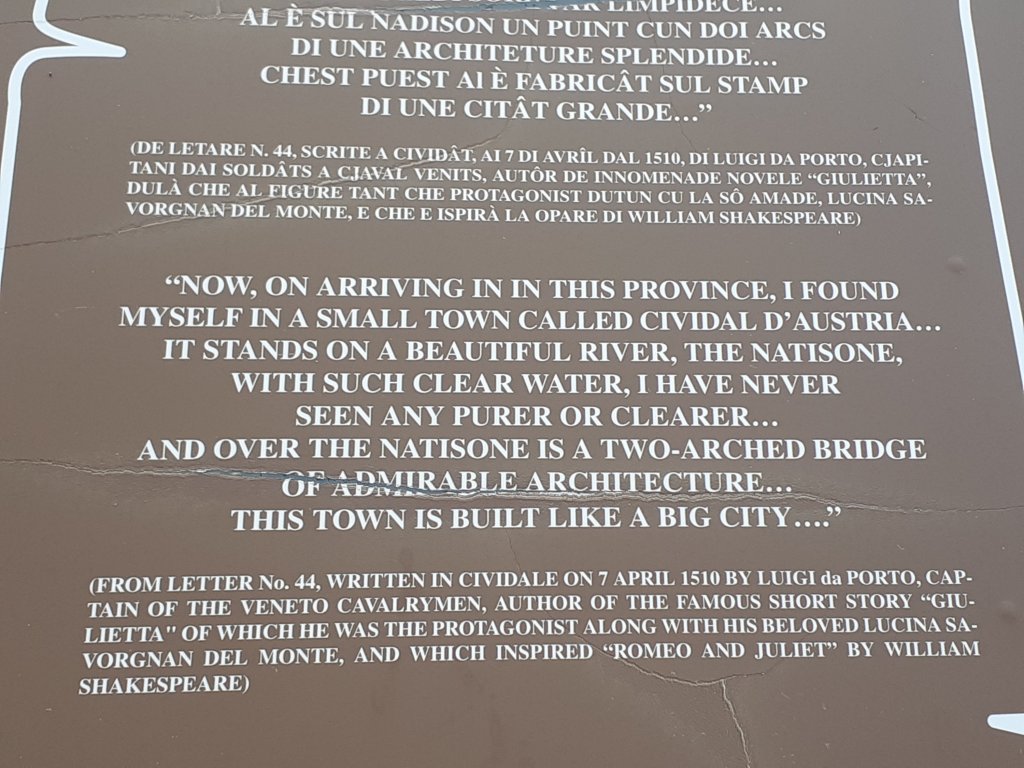 LIMPIDECE...
AL È SUL NADISON UN PUINT CUN DOI ARCS
DI UNE ARCHITETURE SPLENDIDE...
CHEST PUEST Al È FABRICÂT SUL STAMP
DI UNE CITÂT GRANDE...”
(DE LETARE N. 44, SCRITE A CIVIDÂT, AI 7 DI AVRÎL DAL 1510, DI LUIGI DA PORTO, CJAPI-
TANI DAI SOLDÂTS A CJAVAL VENITS, AUTÔR DE INNOMENADE NOVELE “GIULIETTA”,
DULÀ CHE AL FIGURE TANT CHE PROTAGONIST DUTUN CU LA SÔ AMADE, LUCINA SA-
VORGNAN DEL MONTE, E CHE E ISPIRÀ LA OPARE DI WILLIAM SHAKESPEARE)
“NOW, ON ARRIVING IN IN THIS PROVINCE, I FOUND
MYSELF IN A SMALL TOWN CALLED CIVIDAL D’AUSTRIA...
IT STANDS ON A BEAUTIFUL RIVER, THE NATISONE,
WITH SUCH CLEAR WATER, I HAVE NEVER
SEEN ANY PURER OR CLEARER...
AND OVER THE NATISONE IS A TWO-ARCHED BRIDGE
OF ADMIRABLE ARCHITECTURE...
THIS TOWN IS BUILT LIKE A BIG CITY....”
(FROM LETTER No. 44, WRITTEN IN CIVIDALE ON 7 APRIL 1510 BY LUIGI da PORTO, CAP-
TAIN OF THE VENETO CAVALRYMEN, AUTHOR OF THE FAMOUS SHORT STORY “GIU-
LIETTA" OF WHICH HE WAS THE PROTAGONIST ALONG WITH HIS BELOVED LUCINA SA-
VORGNAN DEL MONTE, AND WHICH INSPIRED “ROMEO AND JULIET” BY WILLIAM
SHAKESPEARE)